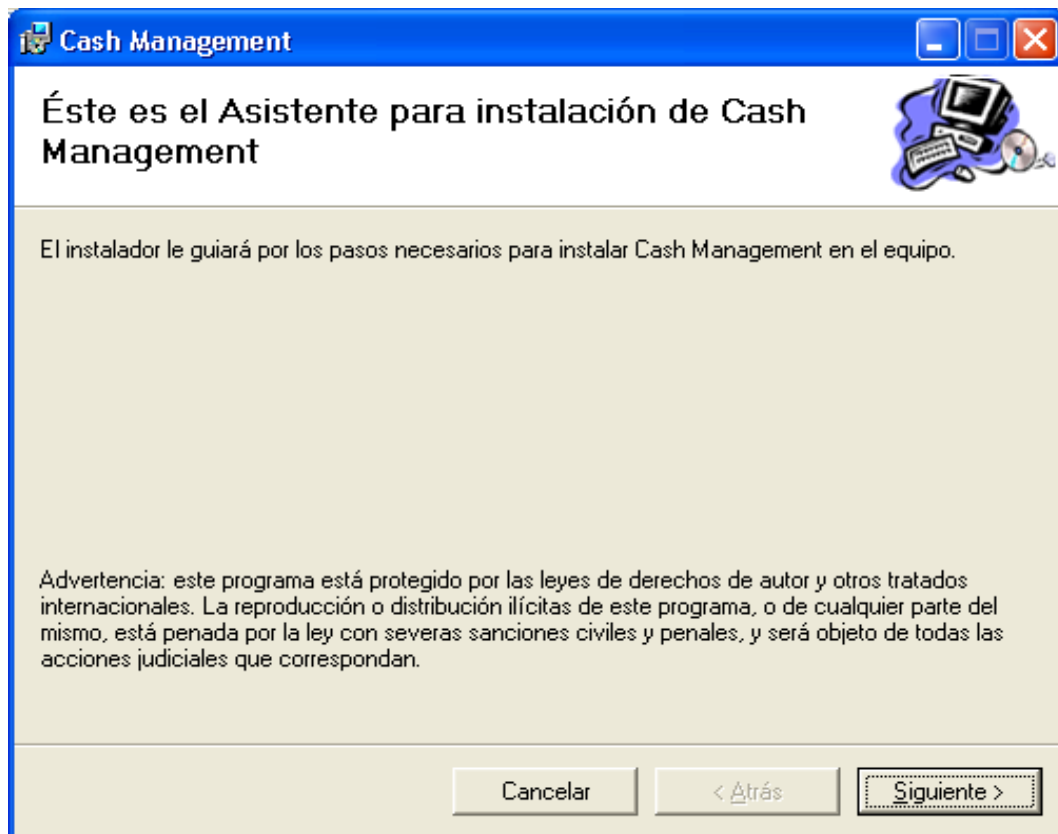 Cash Management
Éste es el Asistente para instalación de Cash
Management
El instalador le guiará por los pasos necesarios para instalar Cash Management en el equipo.
Advertencia: este programa está protegido por las leyes de derechos de autor y otros tratados
internacionales. La reproducción o distribución ilícitas de este programa, o de cualquier parte del
mismo, está penada por la ley con severas sanciones civiles y penales, y será objeto de todas las
acciones judiciales que correspondan.
Cancelar
< Atrás
Siguiente >